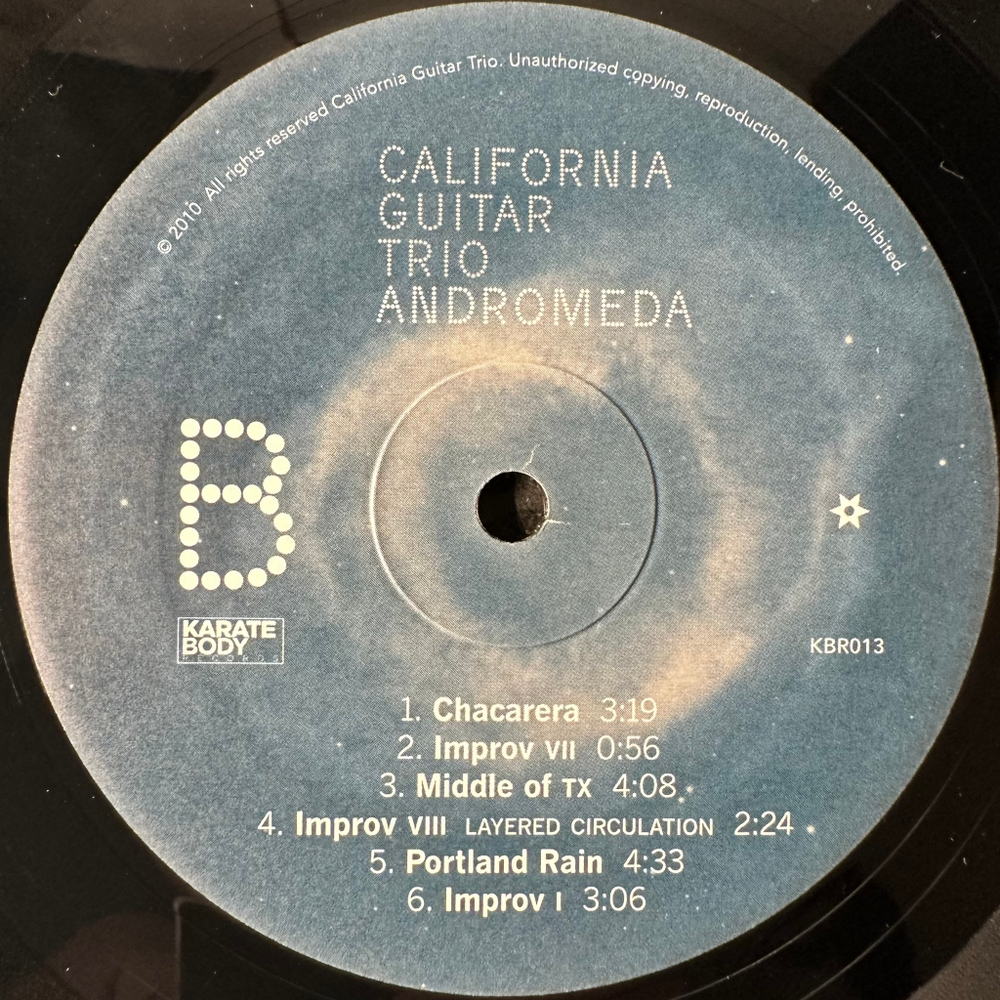 © 2010 All rights reserved California Guitar Trio. Unauthorized copying, reproduction, lending, prohibited.
CALIFORNIA
GUITAR
TRIO
ANDROMEDA
B
KARATE
BODY
RECORDS
KBR013
1. Chacarera 3:19
2. Improv VII 0:56
3. Middle of TX 4:08
4. Improv VIII LAYERED CIRCULATION 2:24
5. Portland Rain 4:33
6. Improv I 3:06